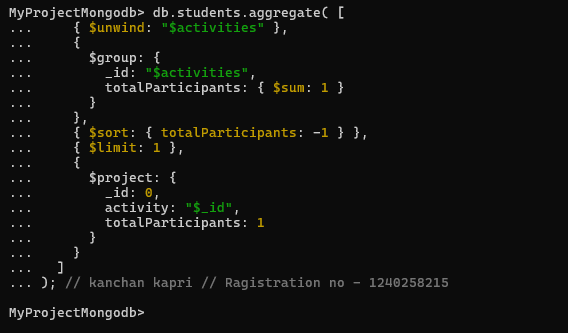 MyProjectMongodb> db.students.aggregate( [
...     { $unwind: "$activities" },
...     {
...       $group: {
...         _id: "$activities",
...         totalParticipants: { $sum: 1 }
...       }
...     },
...     { $sort: { totalParticipants: -1 } },
...     { $limit: 1 },
...     {
...       $project: {
...         _id: 0,
...         activity: "$_id",
...         totalParticipants: 1
...       }
...     }
...   ]
... ); // kanchan kapri // Ragistration no - 1240258215
MyProjectMongodb>